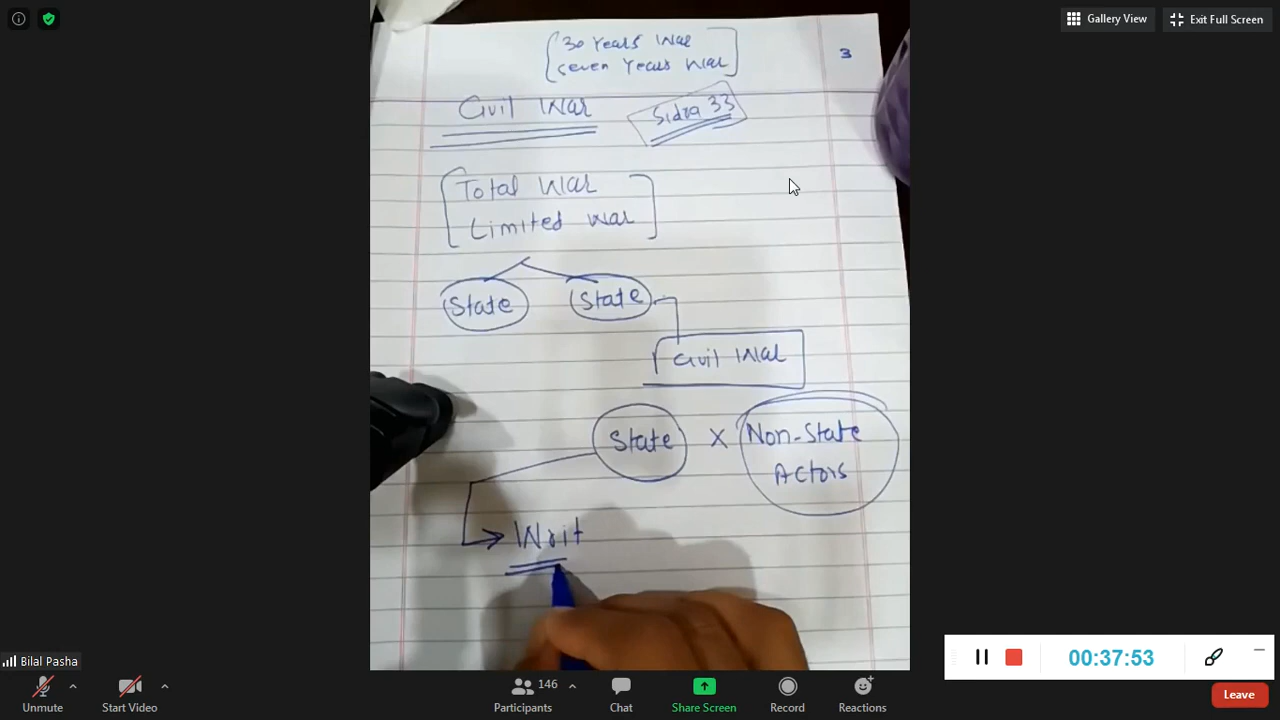 Gallery View
Exit Full Screen
30 Years War
Seven Years War
3
Civil War
Sidra 33
Total War
Limited War
State
State
Civil War
State X Non-State
Actors
Writ
Bilal Pasha
00:37:53
Unmute
Start Video
146
Participants
Chat
Share Screen
Record
Reactions
Leave